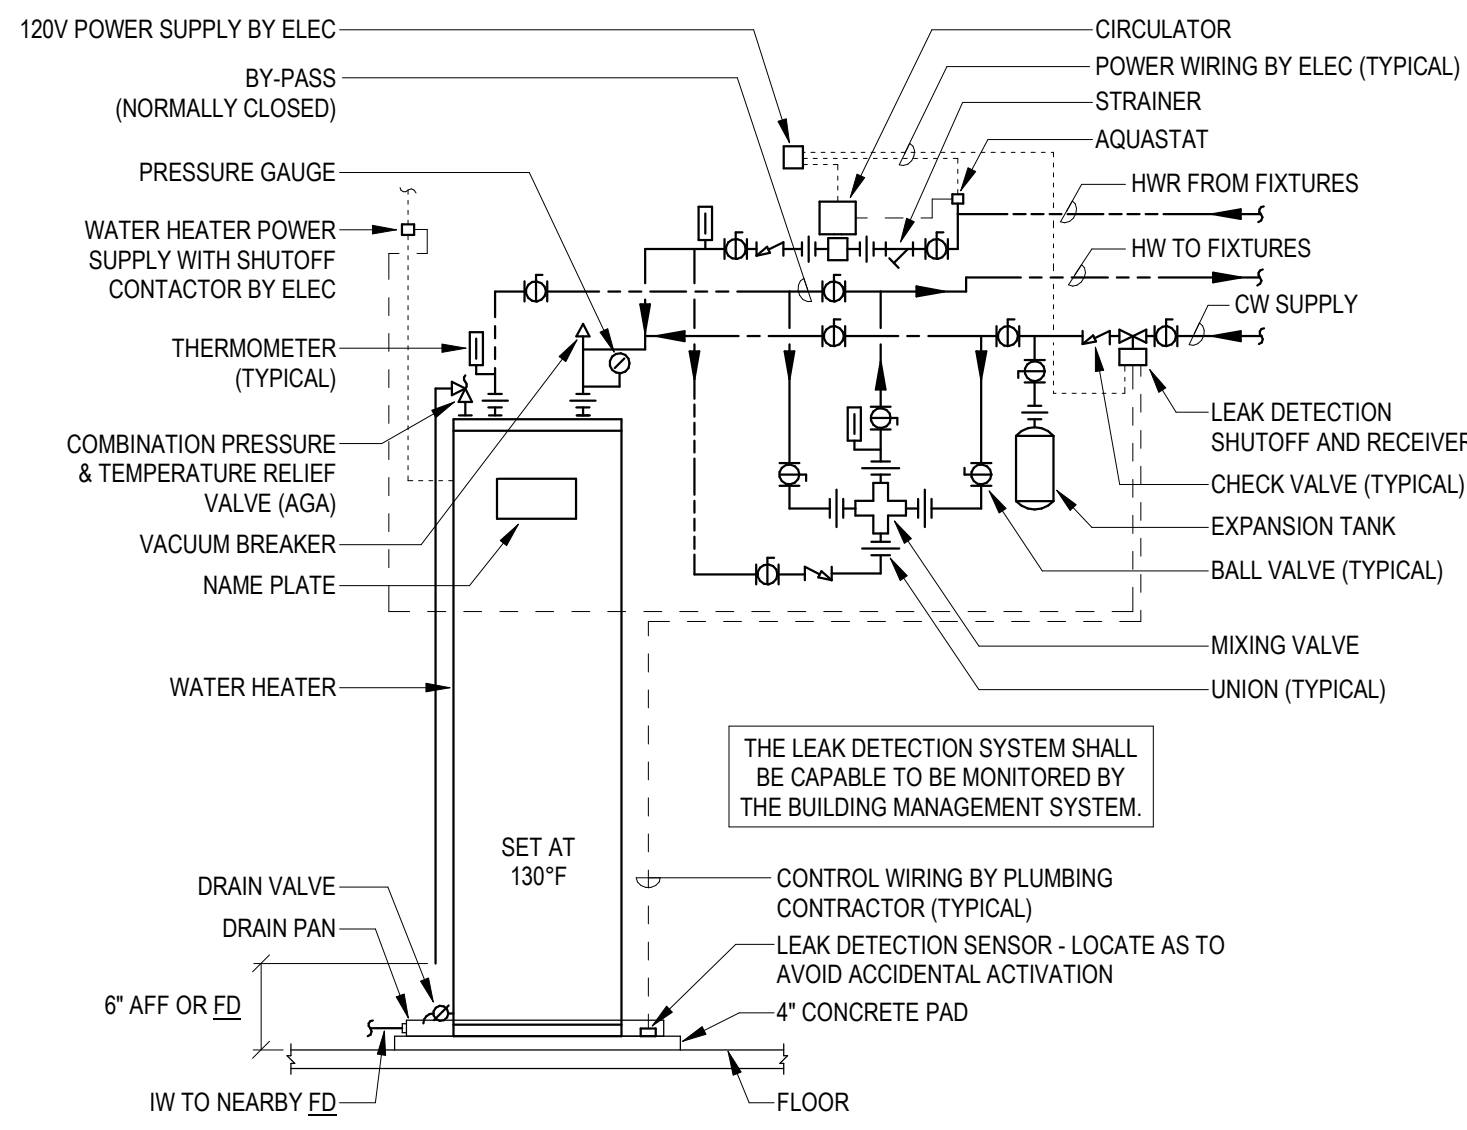 120V POWER SUPPLY BY ELEC
BY-PASS
(NORMALLY CLOSED)
PRESSURE GAUGE
WATER HEATER POWER
SUPPLY WITH SHUTOFF
CONTACTOR BY ELEC
THERMOMETER
(TYPICAL)
COMBINATION PRESSURE
& TEMPERATURE RELIEF
VALVE (AGA)
VACUUM BREAKER
NAME PLATE
WATER HEATER
DRAIN VALVE
DRAIN PAN
6" AFF OR FD
IW TO NEARBY FD
SET AT
130°F
CIRCULATOR
POWER WIRING BY ELEC (TYPICAL)
STRAINER
AQUASTAT
HWR FROM FIXTURES
HW TO FIXTURES
CW SUPPLY
LEAK DETECTION
SHUTOFF AND RECEIVER
CHECK VALVE (TYPICAL)
EXPANSION TANK
BALL VALVE (TYPICAL)
MIXING VALVE
UNION (TYPICAL)
THE LEAK DETECTION SYSTEM SHALL
BE CAPABLE TO BE MONITORED BY
THE BUILDING MANAGEMENT SYSTEM.
CONTROL WIRING BY PLUMBING
CONTRACTOR (TYPICAL)
LEAK DETECTION SENSOR - LOCATE AS TO
AVOID ACCIDENTAL ACTIVATION
4" CONCRETE PAD
FLOOR